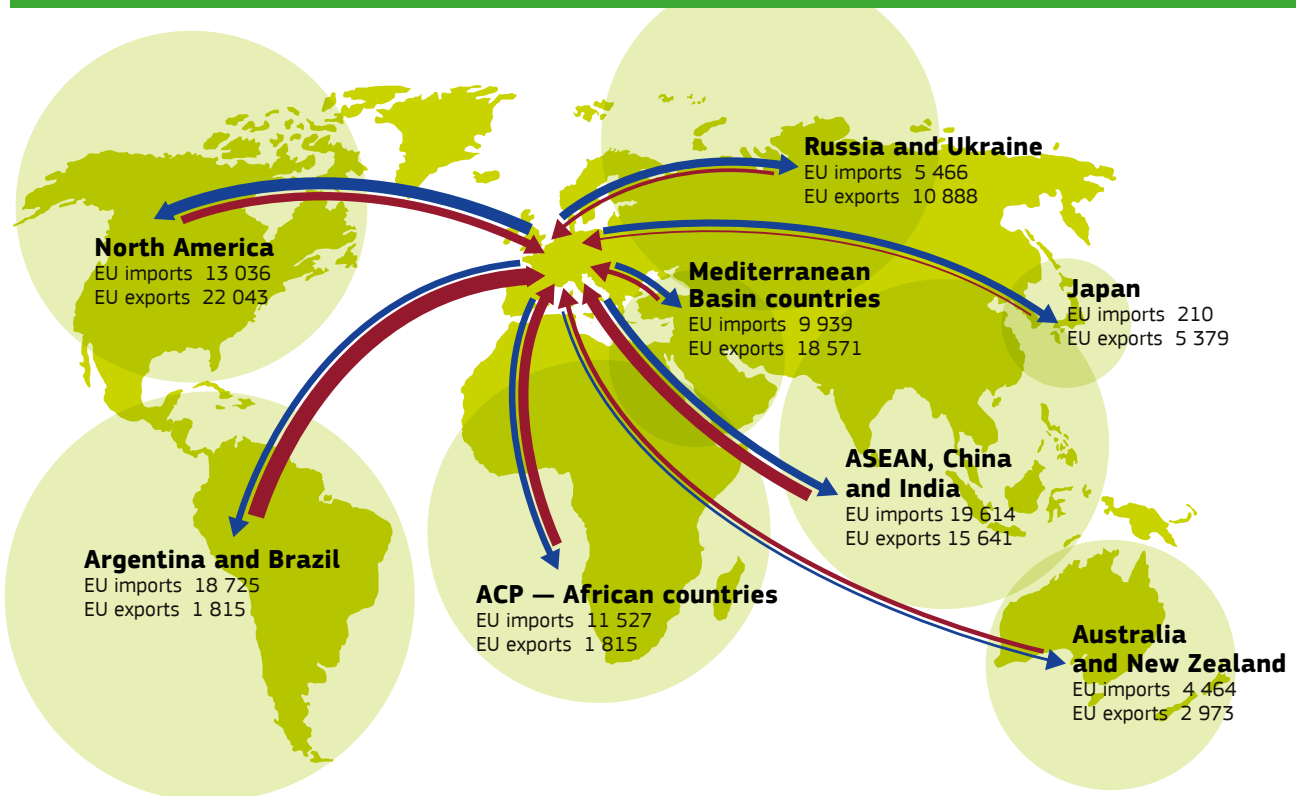 Russia and Ukraine
EU imports 5 466
EU exports 10 888
North America
EU imports 13 036
EU exports 22 043
Mediterranean
Basin countries
EU imports 9 939
EU exports 18 571
Japan
EU imports 210
EU exports 5 379
ASEAN, China
and India
EU imports 19 614
EU exports 15 641
Argentina and Brazil
EU imports 18 725
EU exports 1 815
ACP — African countries
EU imports 11 527
EU exports 1 815
Australia
and New Zealand
EU imports 4 464
EU exports 2 973